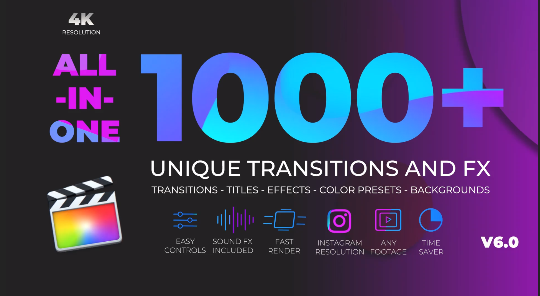 4K
RESOLUTION
ALL
-IN-
ONE
1000+
UNIQUE TRANSITIONS AND FX
TRANSITIONS - TITLES - EFFECTS - COLOR PRESETS - BACKGROUNDS
EASY
CONTROLS
SOUND FX
INCLUDED
FAST
RENDER
INSTAGRAM
RESOLUTION
ANY
FOOTAGE
TIME
SAVER
V6.0